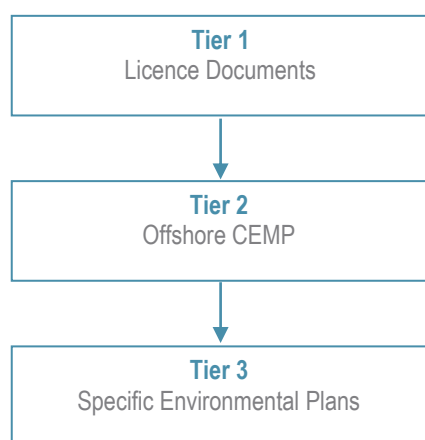 Tier 1
Licence Documents
Tier 2
Offshore CEMP
Tier 3
Specific Environmental Plans